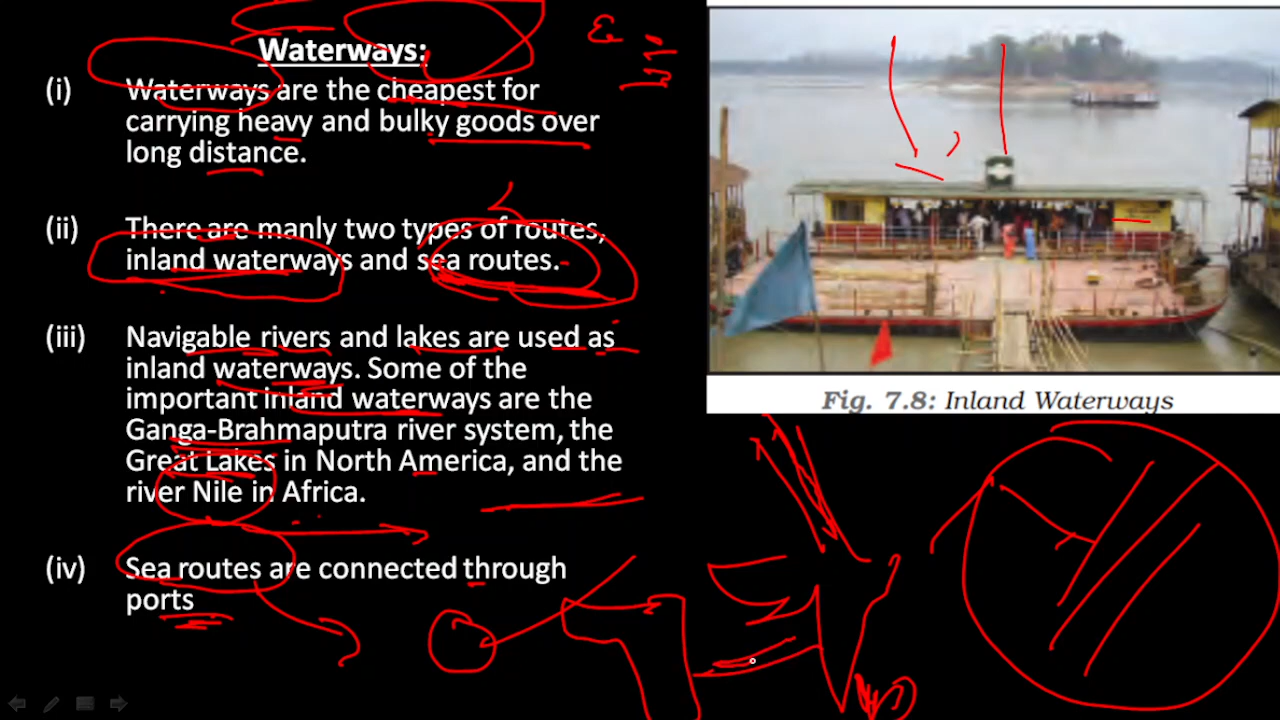 Waterways:
(i) Waterways are the cheapest for
carrying heavy and bulky goods over
long distance.
(ii) There are manly two types of routes,
inland waterways and sea routes.
(iii) Navigable rivers and lakes are used as
inland waterways. Some of the
important inland waterways are the
Ganga-Brahmaputra river system, the
Great Lakes in North America, and the
river Nile in Africa.
(iv) Sea routes are connected through
ports
Fig. 7.8: Inland Waterways